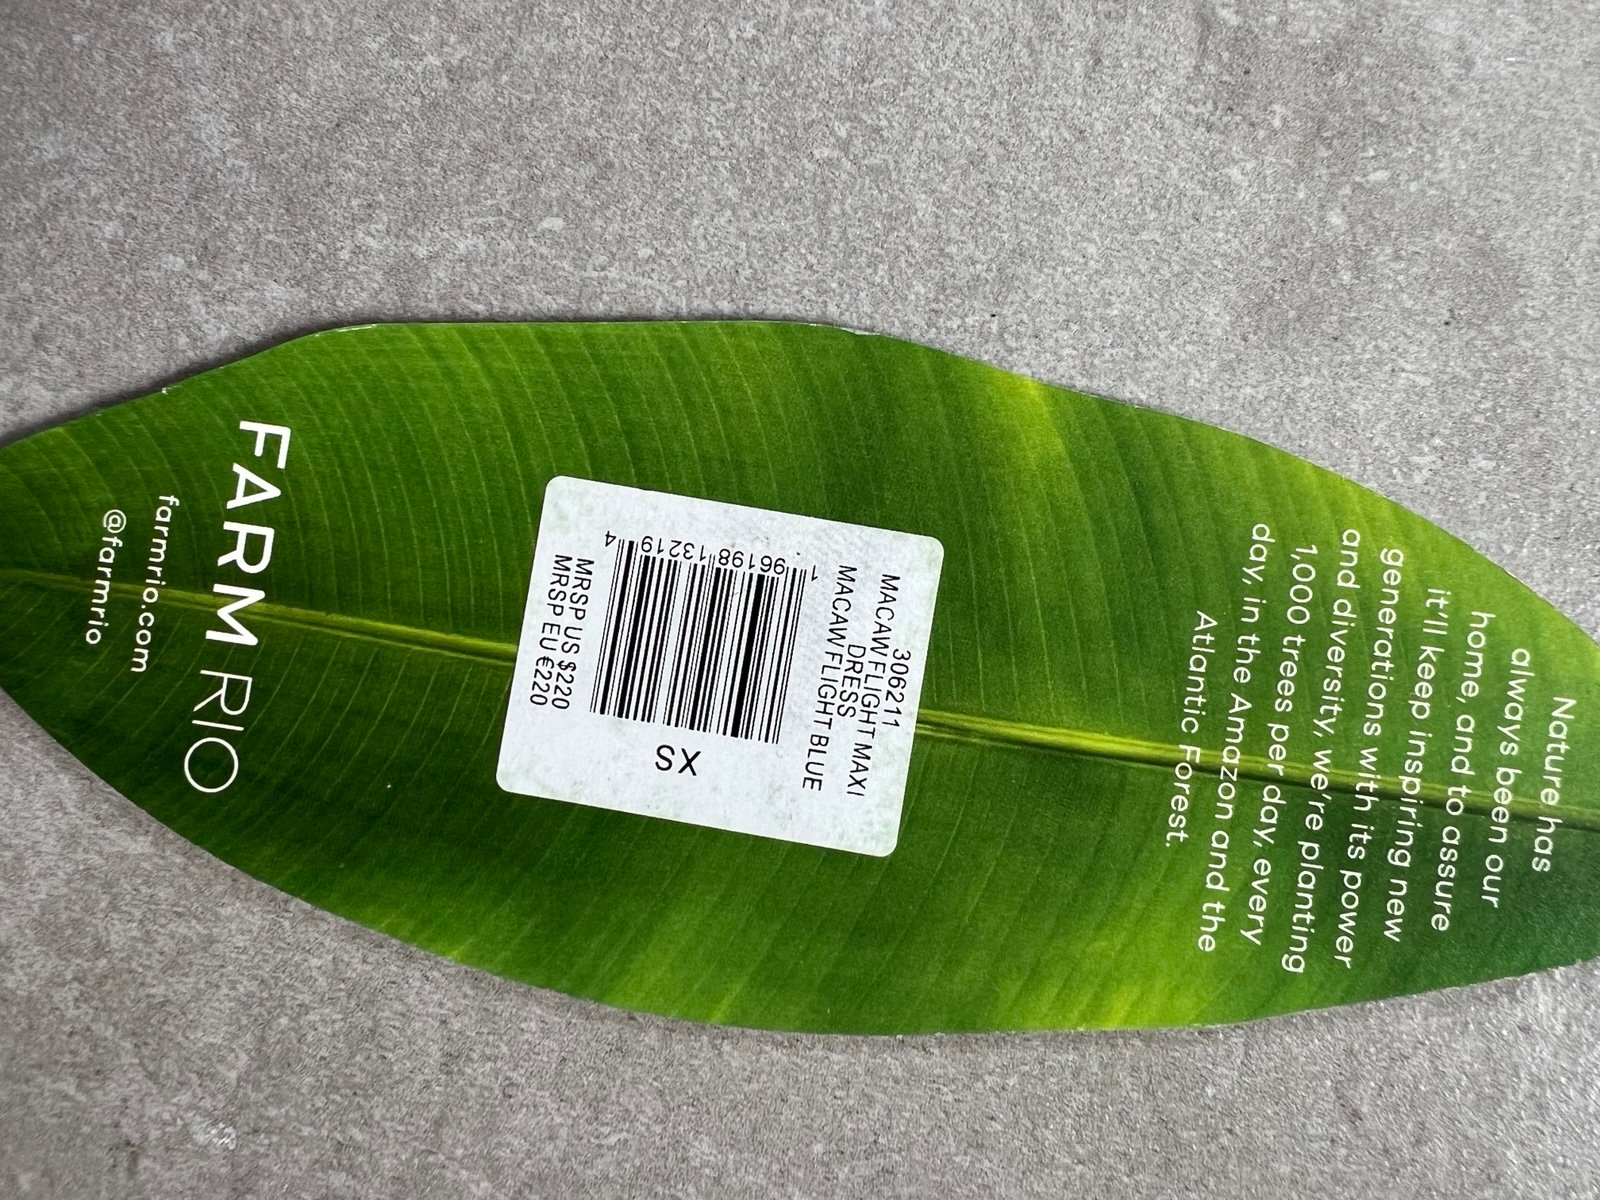 Nature has
always been our
home, and to assure
it'll keep inspiring new
generations with its power
and diversity, we're planting
1,000 trees per day, every
day, in the Amazon and the
Atlantic Forest.
306211
MACAW FLIGHT MAXI
DRESS
MACAW FLIGHT BLUE
1 96198 13219 4
XS
MRSP US $220
MRSP EU €220
FARM RIO
farmrio.com
@farmrio